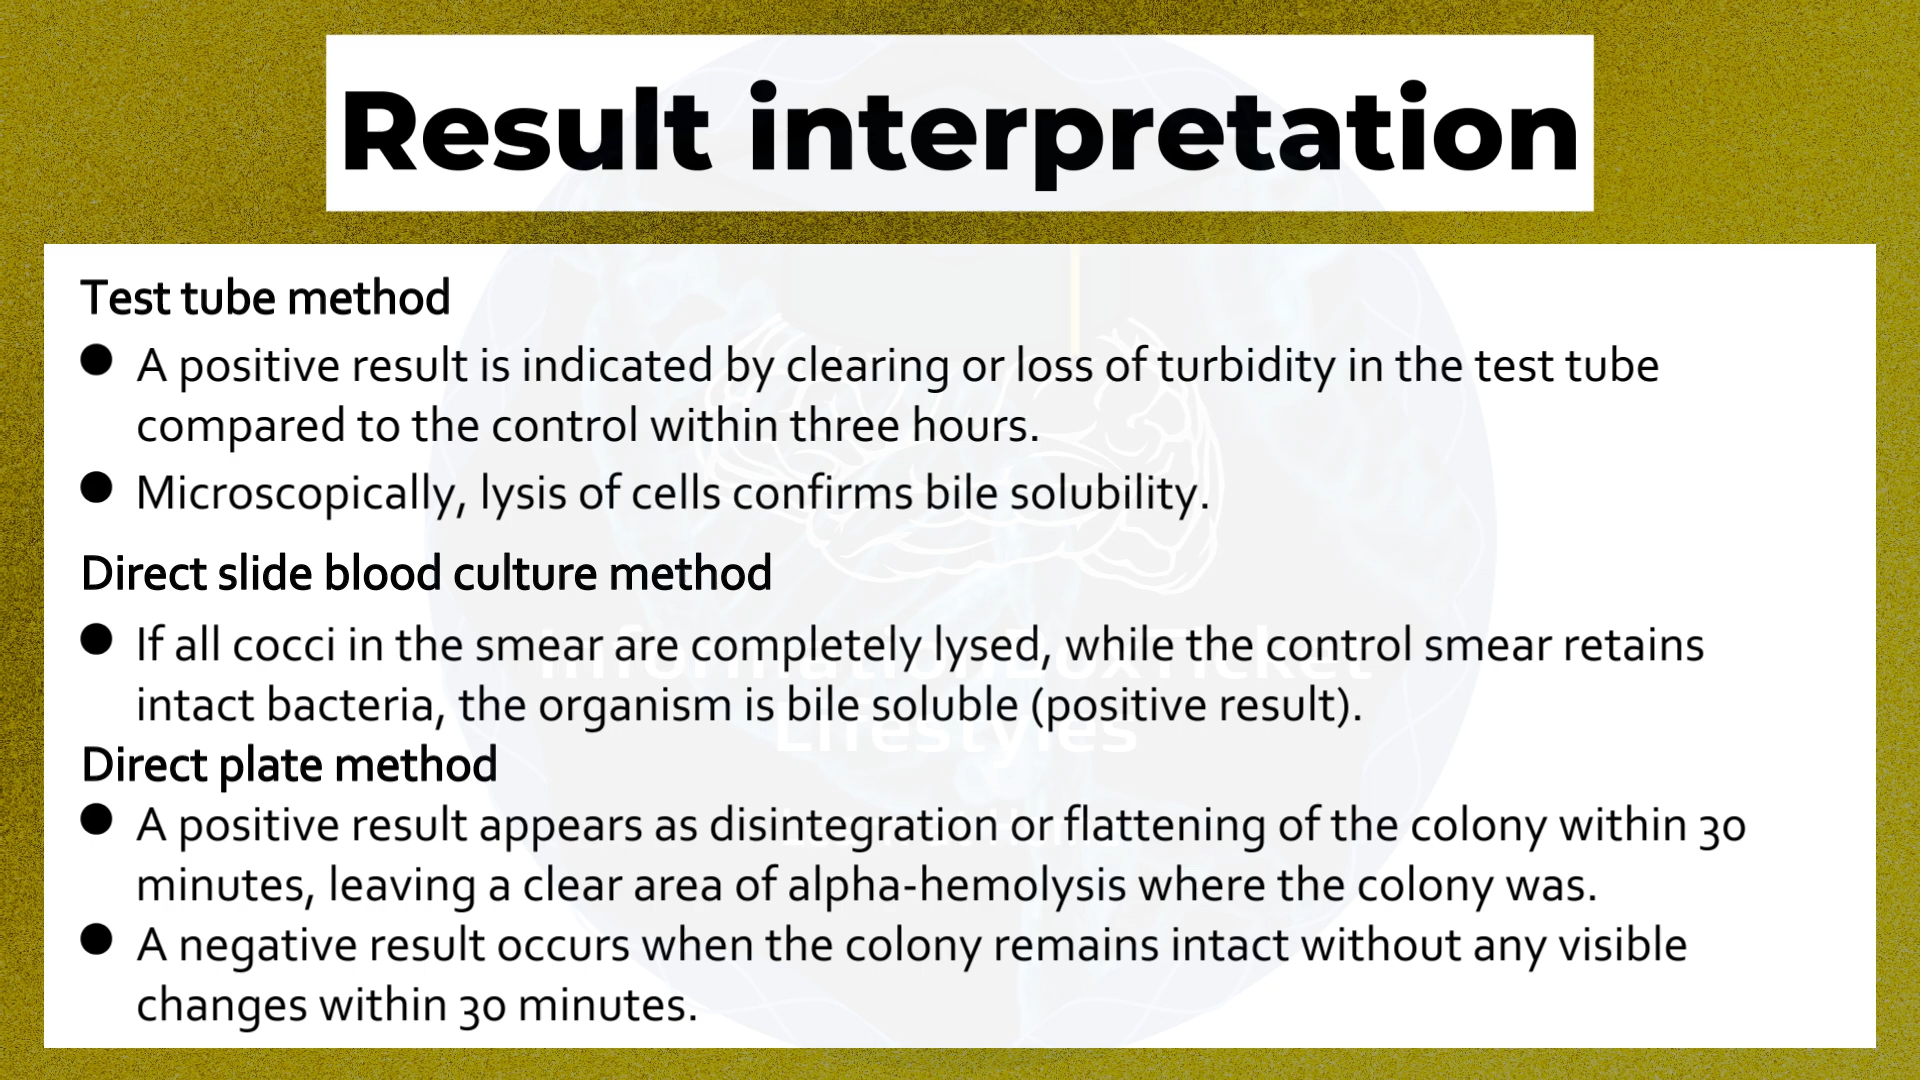 Result interpretation
Test tube method
● A positive result is indicated by clearing or loss of turbidity in the test tube
compared to the control within three hours.
● Microscopically, lysis of cells confirms bile solubility.
Direct slide blood culture method
● If all cocci in the smear are completely lysed, while the control smear retains
intact bacteria, the organism is bile soluble (positive result).
InformationBoxTicket
Lifestyles
Direct plate method
● A positive result appears as disintegration or flattening of the colony within 30
minutes, leaving a clear area of alpha-hemolysis where the colony was.
● A negative result occurs when the colony remains intact without any visible
changes within 30 minutes.